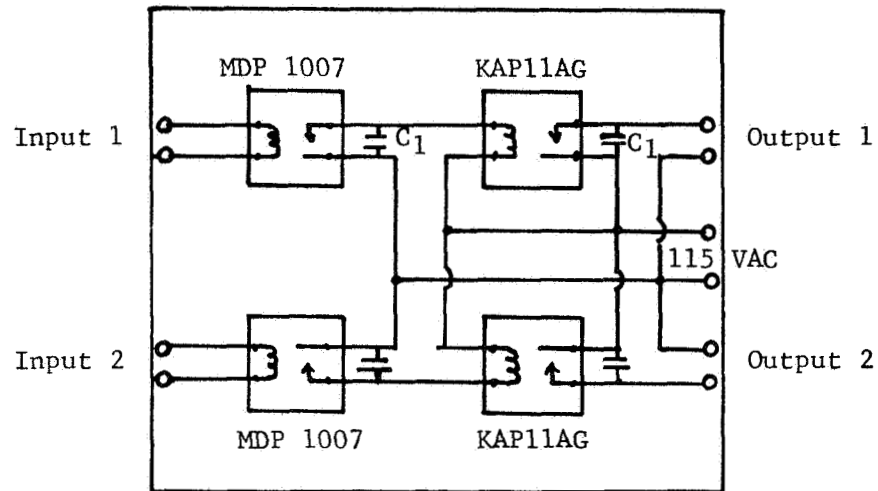 MDP 1007 KAP11AG
Input 1 C1 C1 Output 1
115 VAC
Input 2 Output 2
MDP 1007 KAP11AG